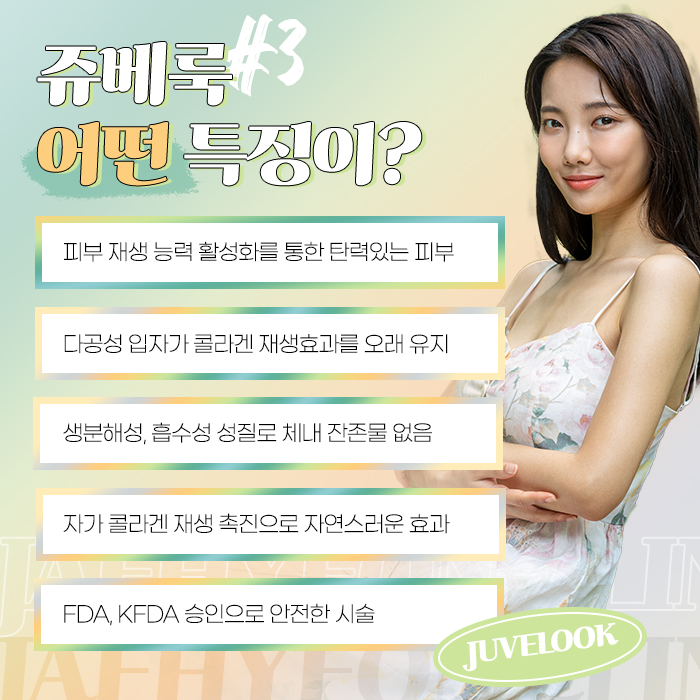 쥬베룩 #3
어떤 특징이?
피부 재생 능력 활성화를 통한 탄력있는 피부
다공성 입자가 콜라겐 재생효과를 오래 유지
생분해성, 흡수성 성질로 체내 잔존물 없음
자가 콜라겐 재생 촉진으로 자연스러운 효과
FDA, KFDA 승인으로 안전한 시술
JUVELOOK